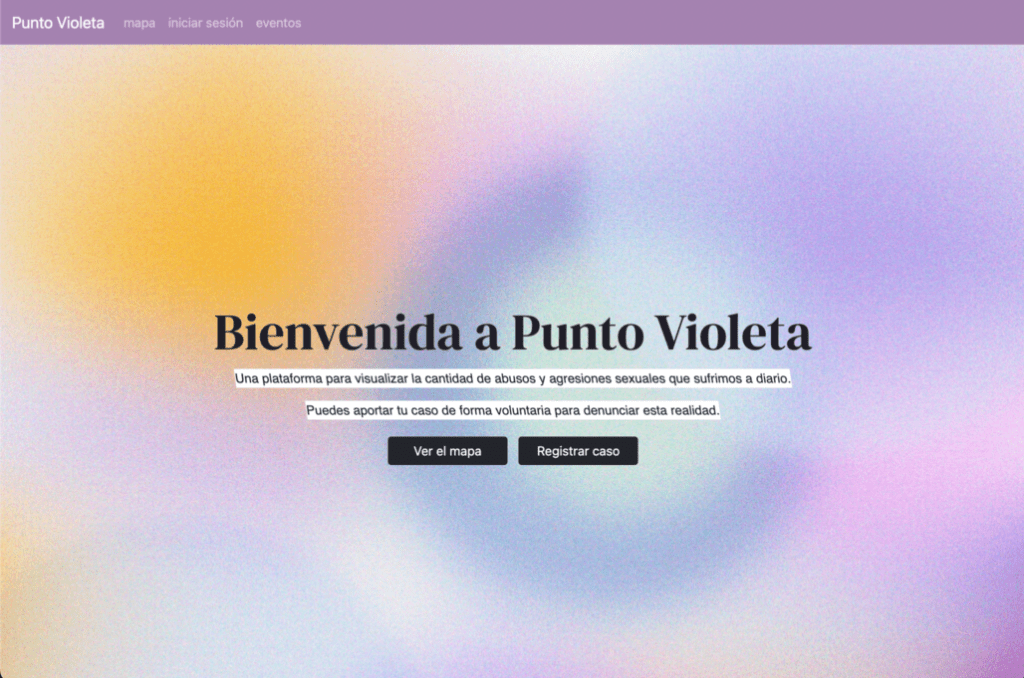 Punto Violeta mapa iniciar sesión eventos
Bienvenida a Punto Violeta
Una plataforma para visualizar la cantidad de abusos y agresiones sexuales que sufrimos a diario.
Puedes aportar tu caso de forma voluntaria para denunciar esta realidad.
Ver el mapa Registrar caso